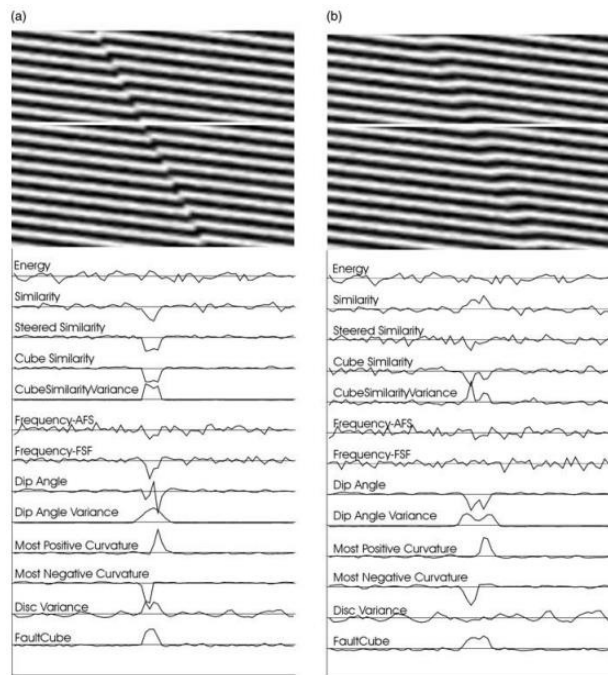 (a)
Energy
Similarity
Steered Similarity
Cube Similarity
CubeSimilarityVariance
Frequency-AFS
Frequency-FSF
Dip Angle
Dip Angle Variance
Most Positive Curvature
Most Negative Curvature
Disc Variance
FaultCube
(b)
Energy
Similarity
Steered Similarity
Cube Similarity
CubeSimilarityVariance
Frequency-AFS
Frequency-FSF
Dip Angle
Dip Angle Variance
Most Positive Curvature
Most Negative Curvature
Disc Variance
FaultCube